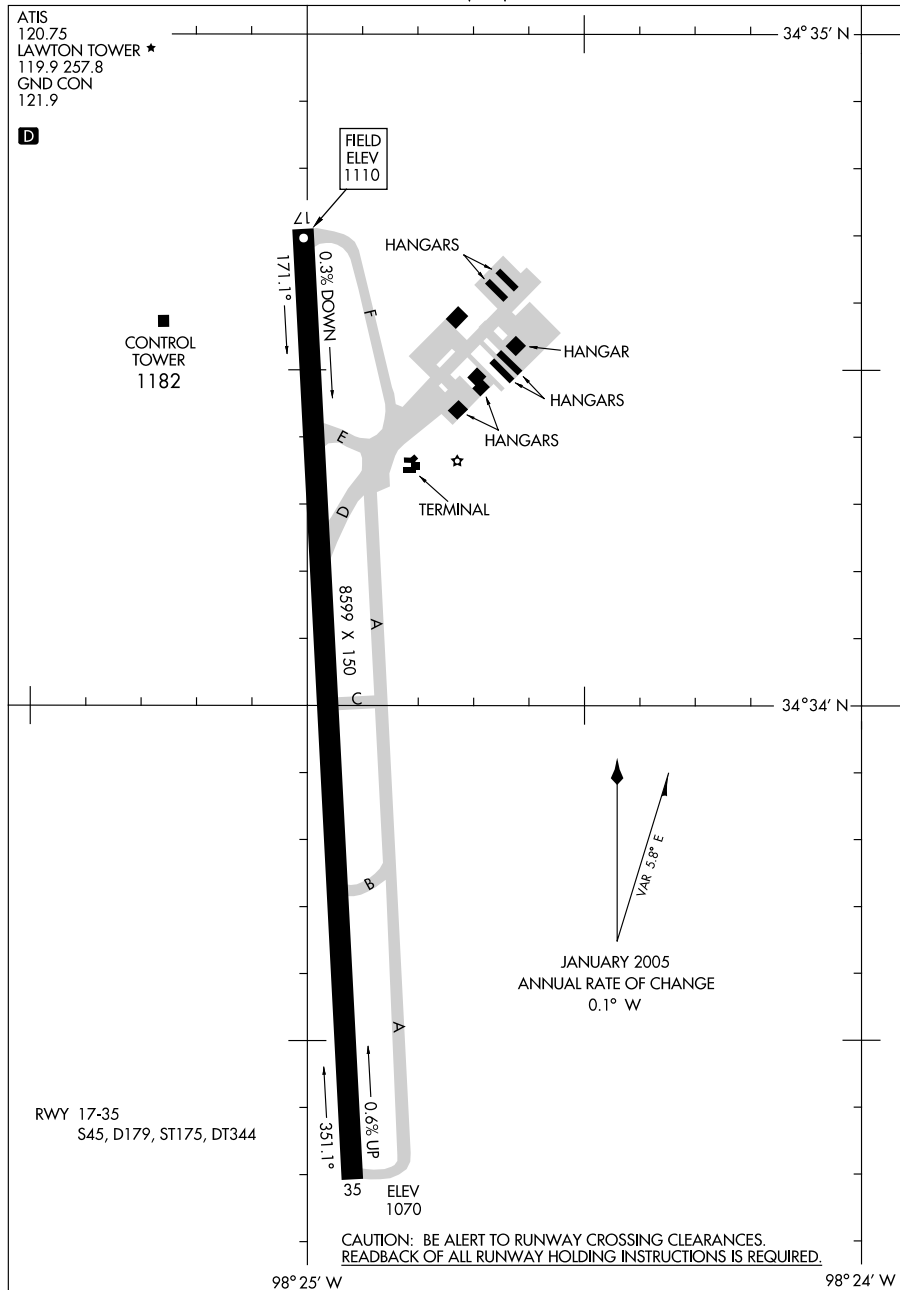 ATIS
120.75
LAWTON TOWER ★
119.9 257.8
GND CON
121.9
D
34° 35' N
FIELD
ELEV
1110
17
171.1°
0.3% DOWN
HANGARS
F
CONTROL
TOWER
1182
HANGAR
HANGARS
HANGARS
E
TERMINAL
D
8599 X 150
A
C
34° 34' N
VAR 5.8° E
B
JANUARY 2005
ANNUAL RATE OF CHANGE
0.1° W
A
RWY 17-35
S45, D179, ST175, DT344
351.1°
0.6% UP
35
ELEV
1070
CAUTION: BE ALERT TO RUNWAY CROSSING CLEARANCES.
READBACK OF ALL RUNWAY HOLDING INSTRUCTIONS IS REQUIRED.
98° 25' W
98° 24' W